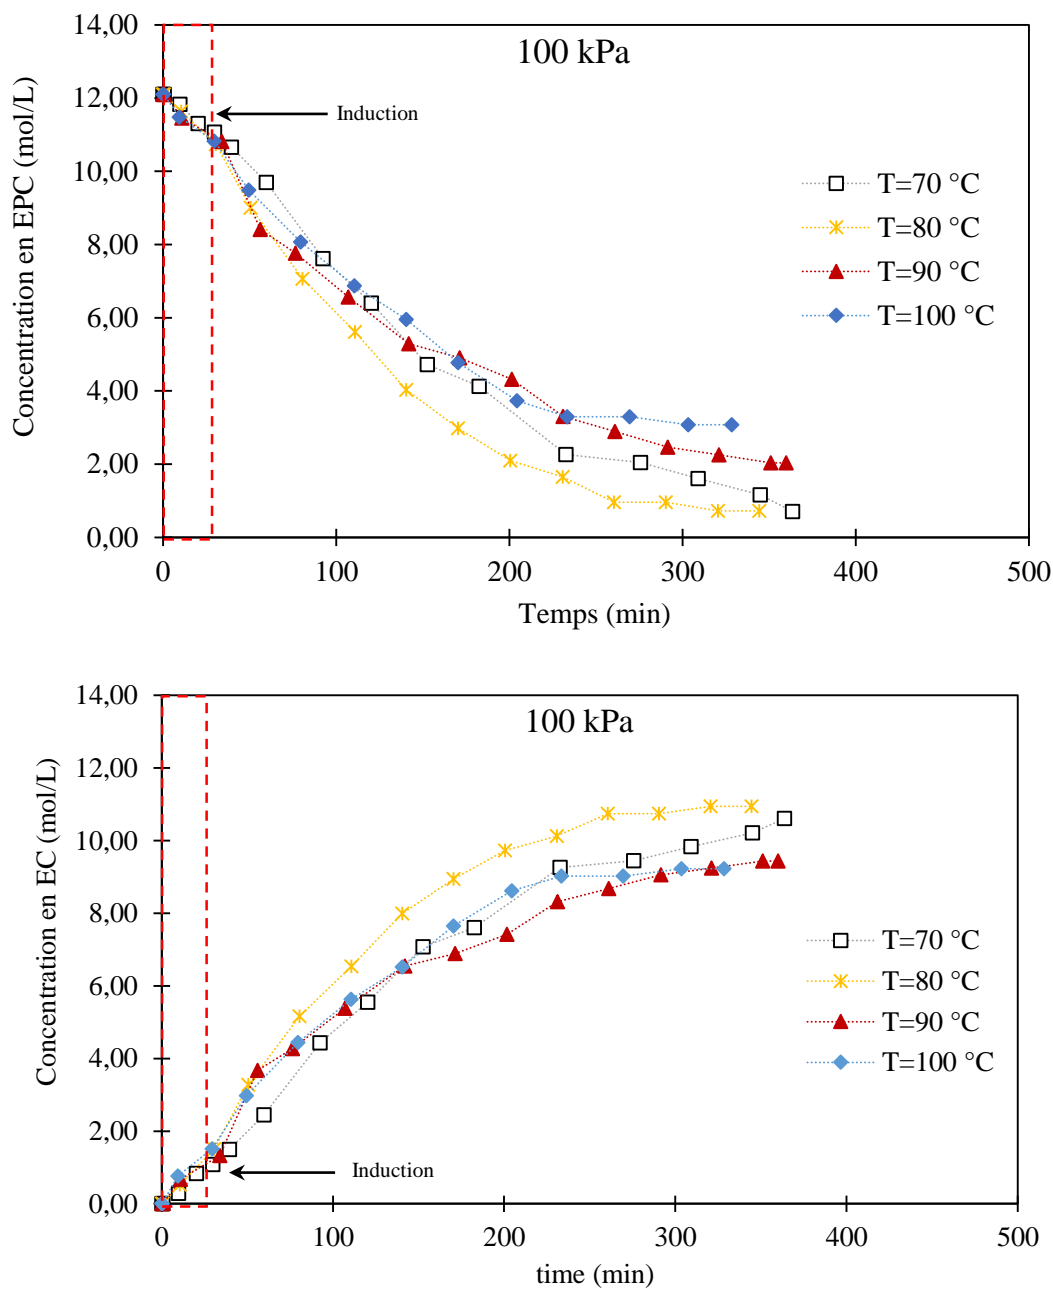 14,00
100 kPa
12,00
Induction
10,00
8,00
6,00
4,00
2,00
0,00
Concentration en EPC (mol/L)
T=70 °C
T=80 °C
T=90 °C
T=100 °C
0 100 200 300 400 500
Temps (min)
14,00
100 kPa
12,00
10,00
8,00
6,00
4,00
2,00
0,00
Concentration en EC (mol/L)
T=70 °C
T=80 °C
T=90 °C
T=100 °C
Induction
0 100 200 300 400 500
time (min)